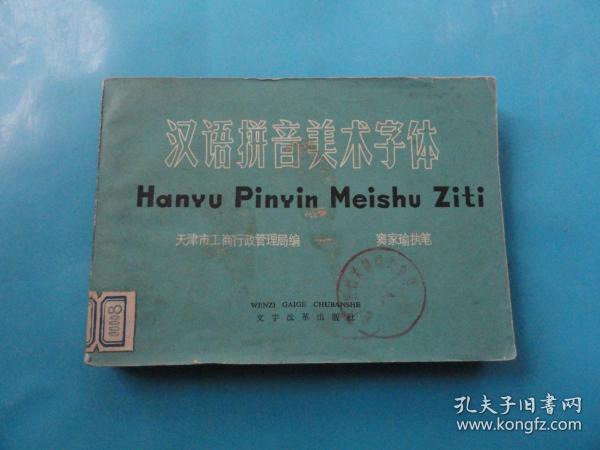 汉语拼音美术字体
Hanyu Pinyin Meishu Ziti
天津市工商行政管理局编 窦家瑜执笔
WENZI GAIGE CHUBANSHE
文字改革出版社
00008
孔夫子旧书网
www.kongfz.com